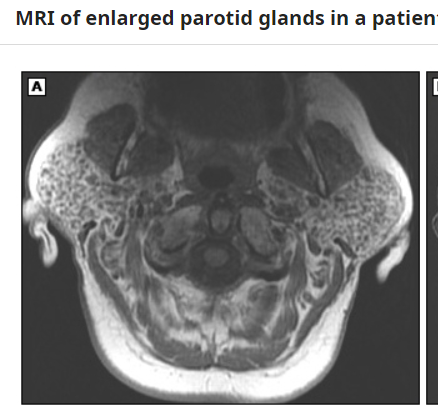 MRI of enlarged parotid glands in a patien
A